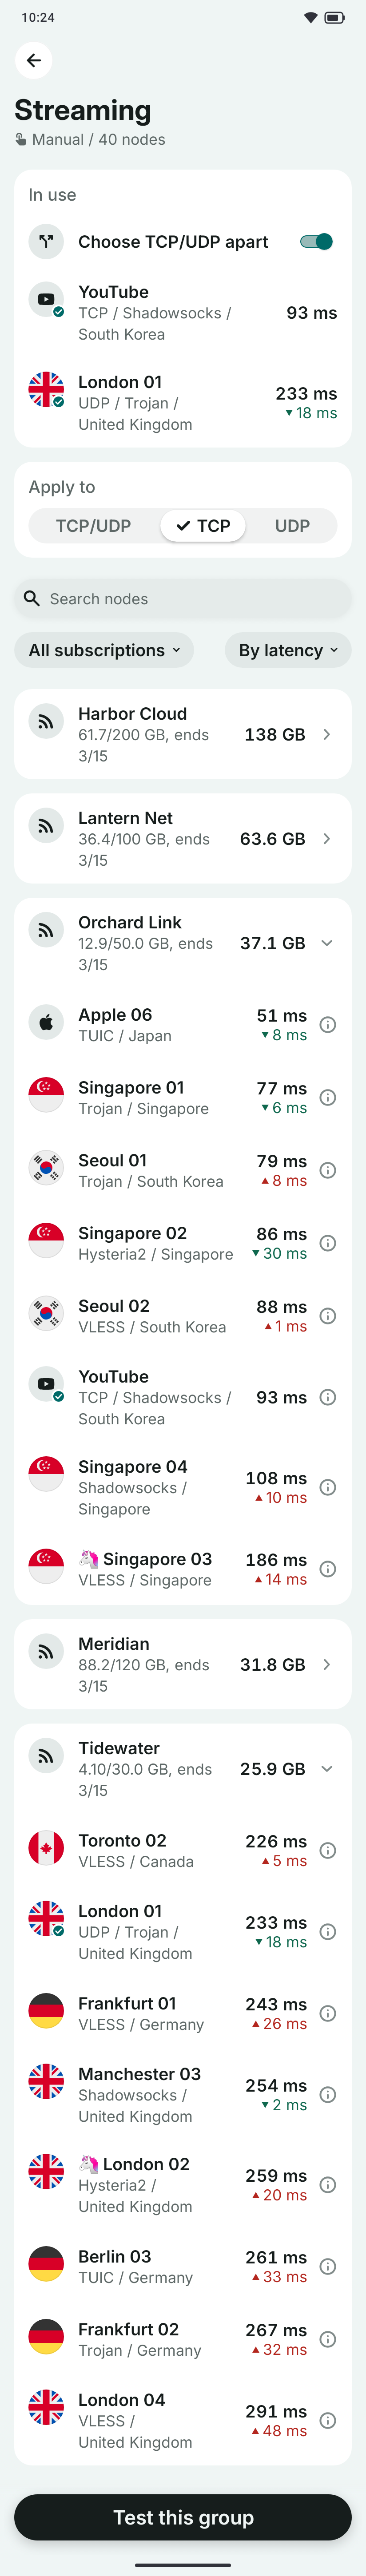 10:24
Streaming
Manual / 40 nodes
In use
Choose TCP/UDP apart
YouTube
TCP / Shadowsocks /
South Korea
93 ms
London 01
UDP / Trojan /
United Kingdom
233 ms
▼18 ms
Apply to
TCP/UDP
TCP
UDP
Search nodes
All subscriptions
By latency
Harbor Cloud
61.7/200 GB, ends
3/15
138 GB
Lantern Net
36.4/100 GB, ends
3/15
63.6 GB
Orchard Link
12.9/50.0 GB, ends
3/15
37.1 GB
Apple 06
TUIC / Japan
51 ms
▼8 ms
Singapore 01
Trojan / Singapore
77 ms
▼6 ms
Seoul 01
Trojan / South Korea
79 ms
▲8 ms
Singapore 02
Hysteria2 / Singapore
86 ms
▼30 ms
Seoul 02
VLESS / South Korea
88 ms
▲1 ms
YouTube
TCP / Shadowsocks /
South Korea
93 ms
Singapore 04
Shadowsocks /
Singapore
108 ms
▲10 ms
🦄 Singapore 03
VLESS / Singapore
186 ms
▲14 ms
Meridian
88.2/120 GB, ends
3/15
31.8 GB
Tidewater
4.10/30.0 GB, ends
3/15
25.9 GB
Toronto 02
VLESS / Canada
226 ms
▲5 ms
London 01
UDP / Trojan /
United Kingdom
233 ms
▼18 ms
Frankfurt 01
VLESS / Germany
243 ms
▲26 ms
Manchester 03
Shadowsocks /
United Kingdom
254 ms
▼2 ms
🦄 London 02
Hysteria2 /
United Kingdom
259 ms
▲20 ms
Berlin 03
TUIC / Germany
261 ms
▲33 ms
Frankfurt 02
Trojan / Germany
267 ms
▲32 ms
London 04
VLESS /
United Kingdom
291 ms
▲48 ms
Test this group